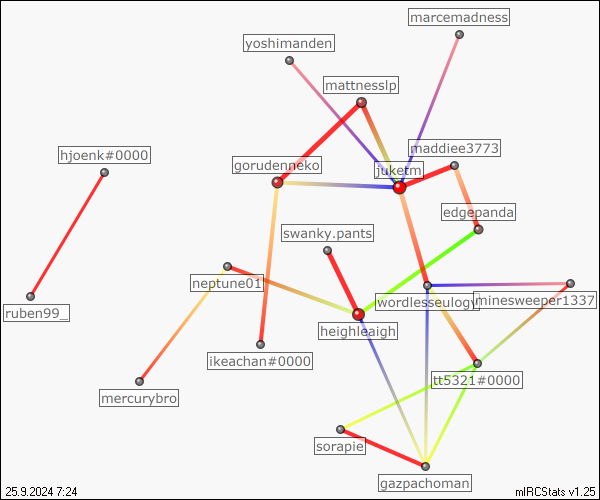 marcemadness
yoshimanden
mattnesslp
maddiee3773
hjoenk#0000
gorudenneko
juketm
edgepanda
swanky.pants
neptune01
wordlesseulogy
minesweeper1337
ruben99_
heighleaigh
ikeachan#0000
tt5321#0000
mercurybro
sorapie
gazpachoman
25.9.2024 7:24
mIRCStats v1.25